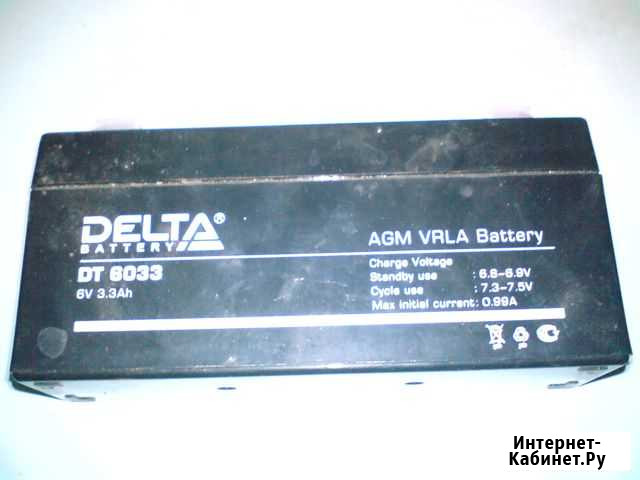 DELTA®
BATTERY
DT 6033
6V 3.3Ah
AGM VRLA Battery
Charge Voltage
Standby use : 6.8-6.9V
Cycle use : 7.3-7.5V
Max initial current: 0.99A
Интернет-
Кабинет.Ру